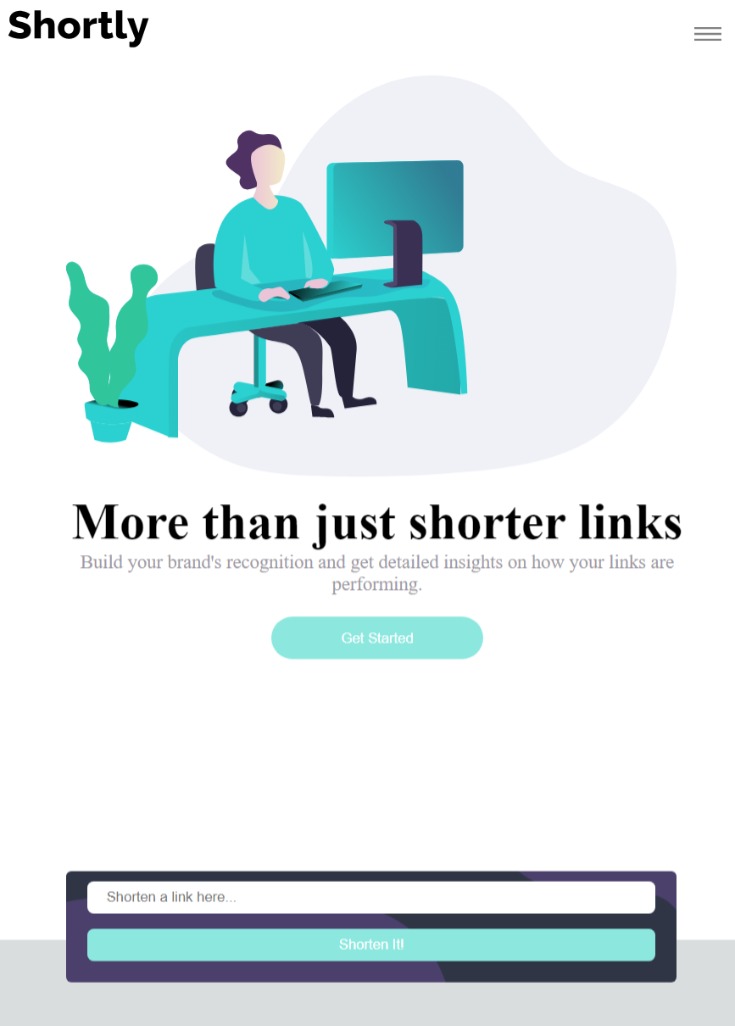 Shortly
More than just shorter links
Build your brand's recognition and get detailed insights on how your links are
performing.
Get Started
Shorten a link here...
Shorten It!